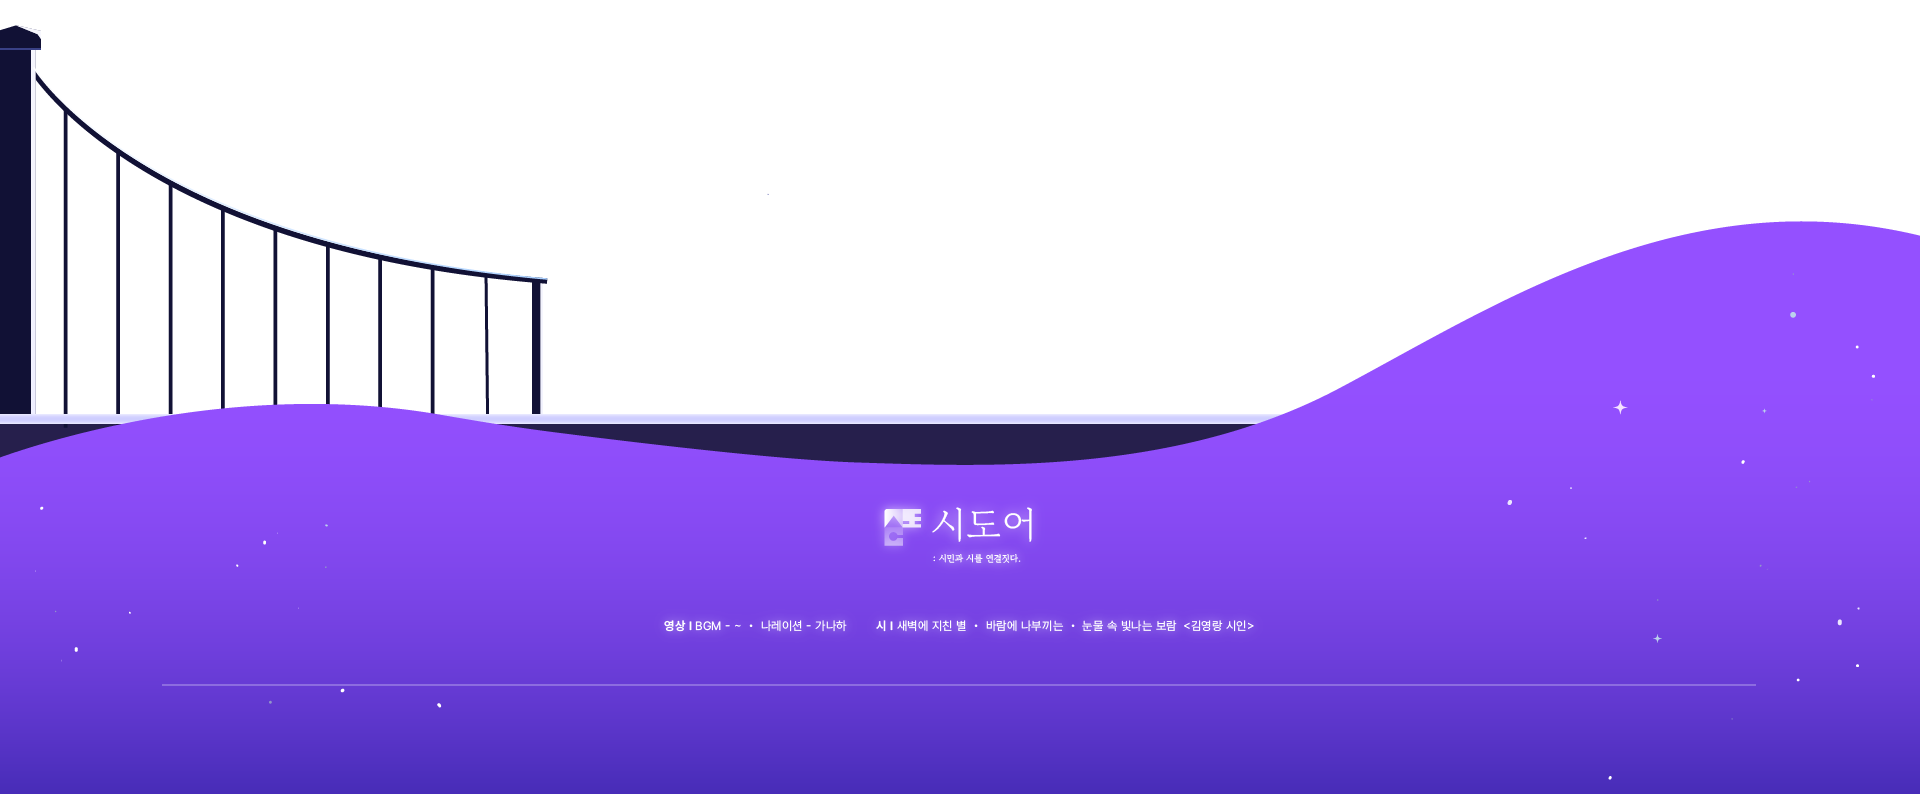 시도어
: 시민과 시를 연결짓다.
영상 I BGM - ~ • 나레이션 - 가나하 시 I 새벽에 지친 별 • 바람에 나부끼는 • 눈물 속 빛나는 보람 <김영랑 시인>